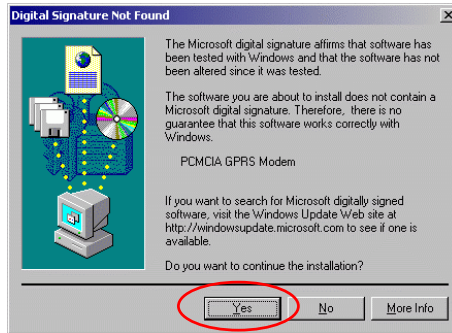 Digital Signature Not Found
The Microsoft digital signature affirms that software has
been tested with Windows and that the software has not
been altered since it was tested.
The software you are about to install does not contain a
Microsoft digital signature. Therefore, there is no
guarantee that this software works correctly with
Windows.
PCMCIA GPRS Modem
If you want to search for Microsoft digitally signed
software, visit the Windows Update Web site at
http://windowsupdate.microsoft.com to see if one is
available.
Do you want to continue the installation?
Yes No More Info